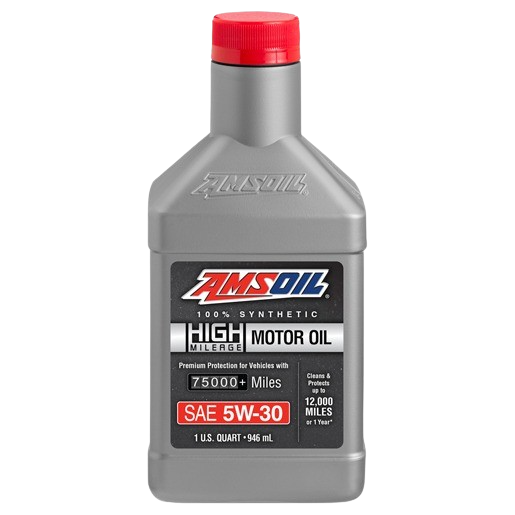 AMSOIL
AMSOIL®
100% SYNTHETIC
HIGH MILEAGE MOTOR OIL
Premium Protection for Vehicles with
75000+ Miles
SAE 5W-30
1 U.S. QUART • 946 mL
Cleans &
Protects
up to
12,000
MILES
or 1 Year*